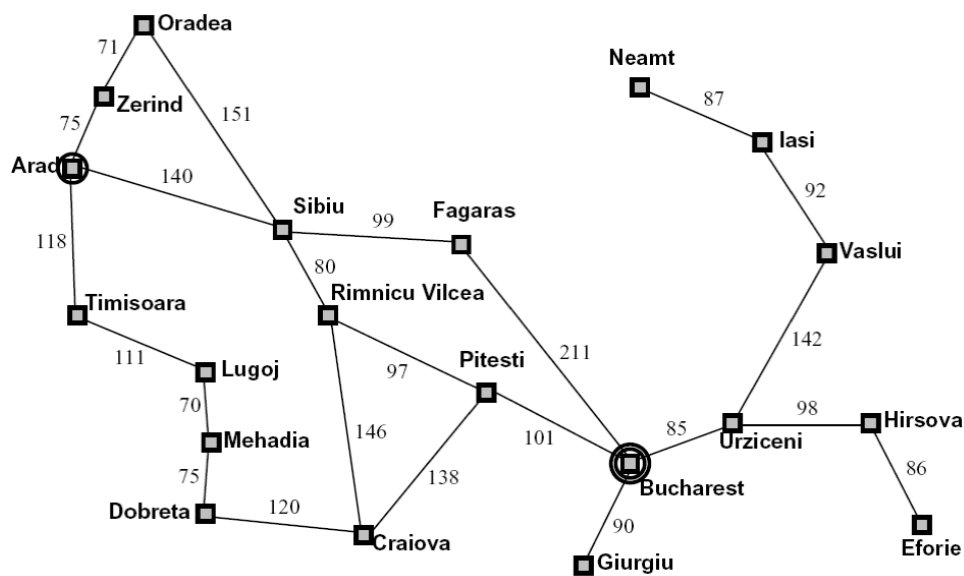 Oradea
71
Neamt
87
Zerind
75
151
Iasi
Arad
140
92
Sibiu
99
Fagaras
118
80
Vaslui
Timisoara
Rimnicu Vilcea
142
111
Lugoj
97
Pitesti
211
70
98
Hirsova
Mehadia
146
101
85
Urziceni
75
138
86
Bucharest
Dobreta
120
90
Craiova
Giurgiu
Eforie